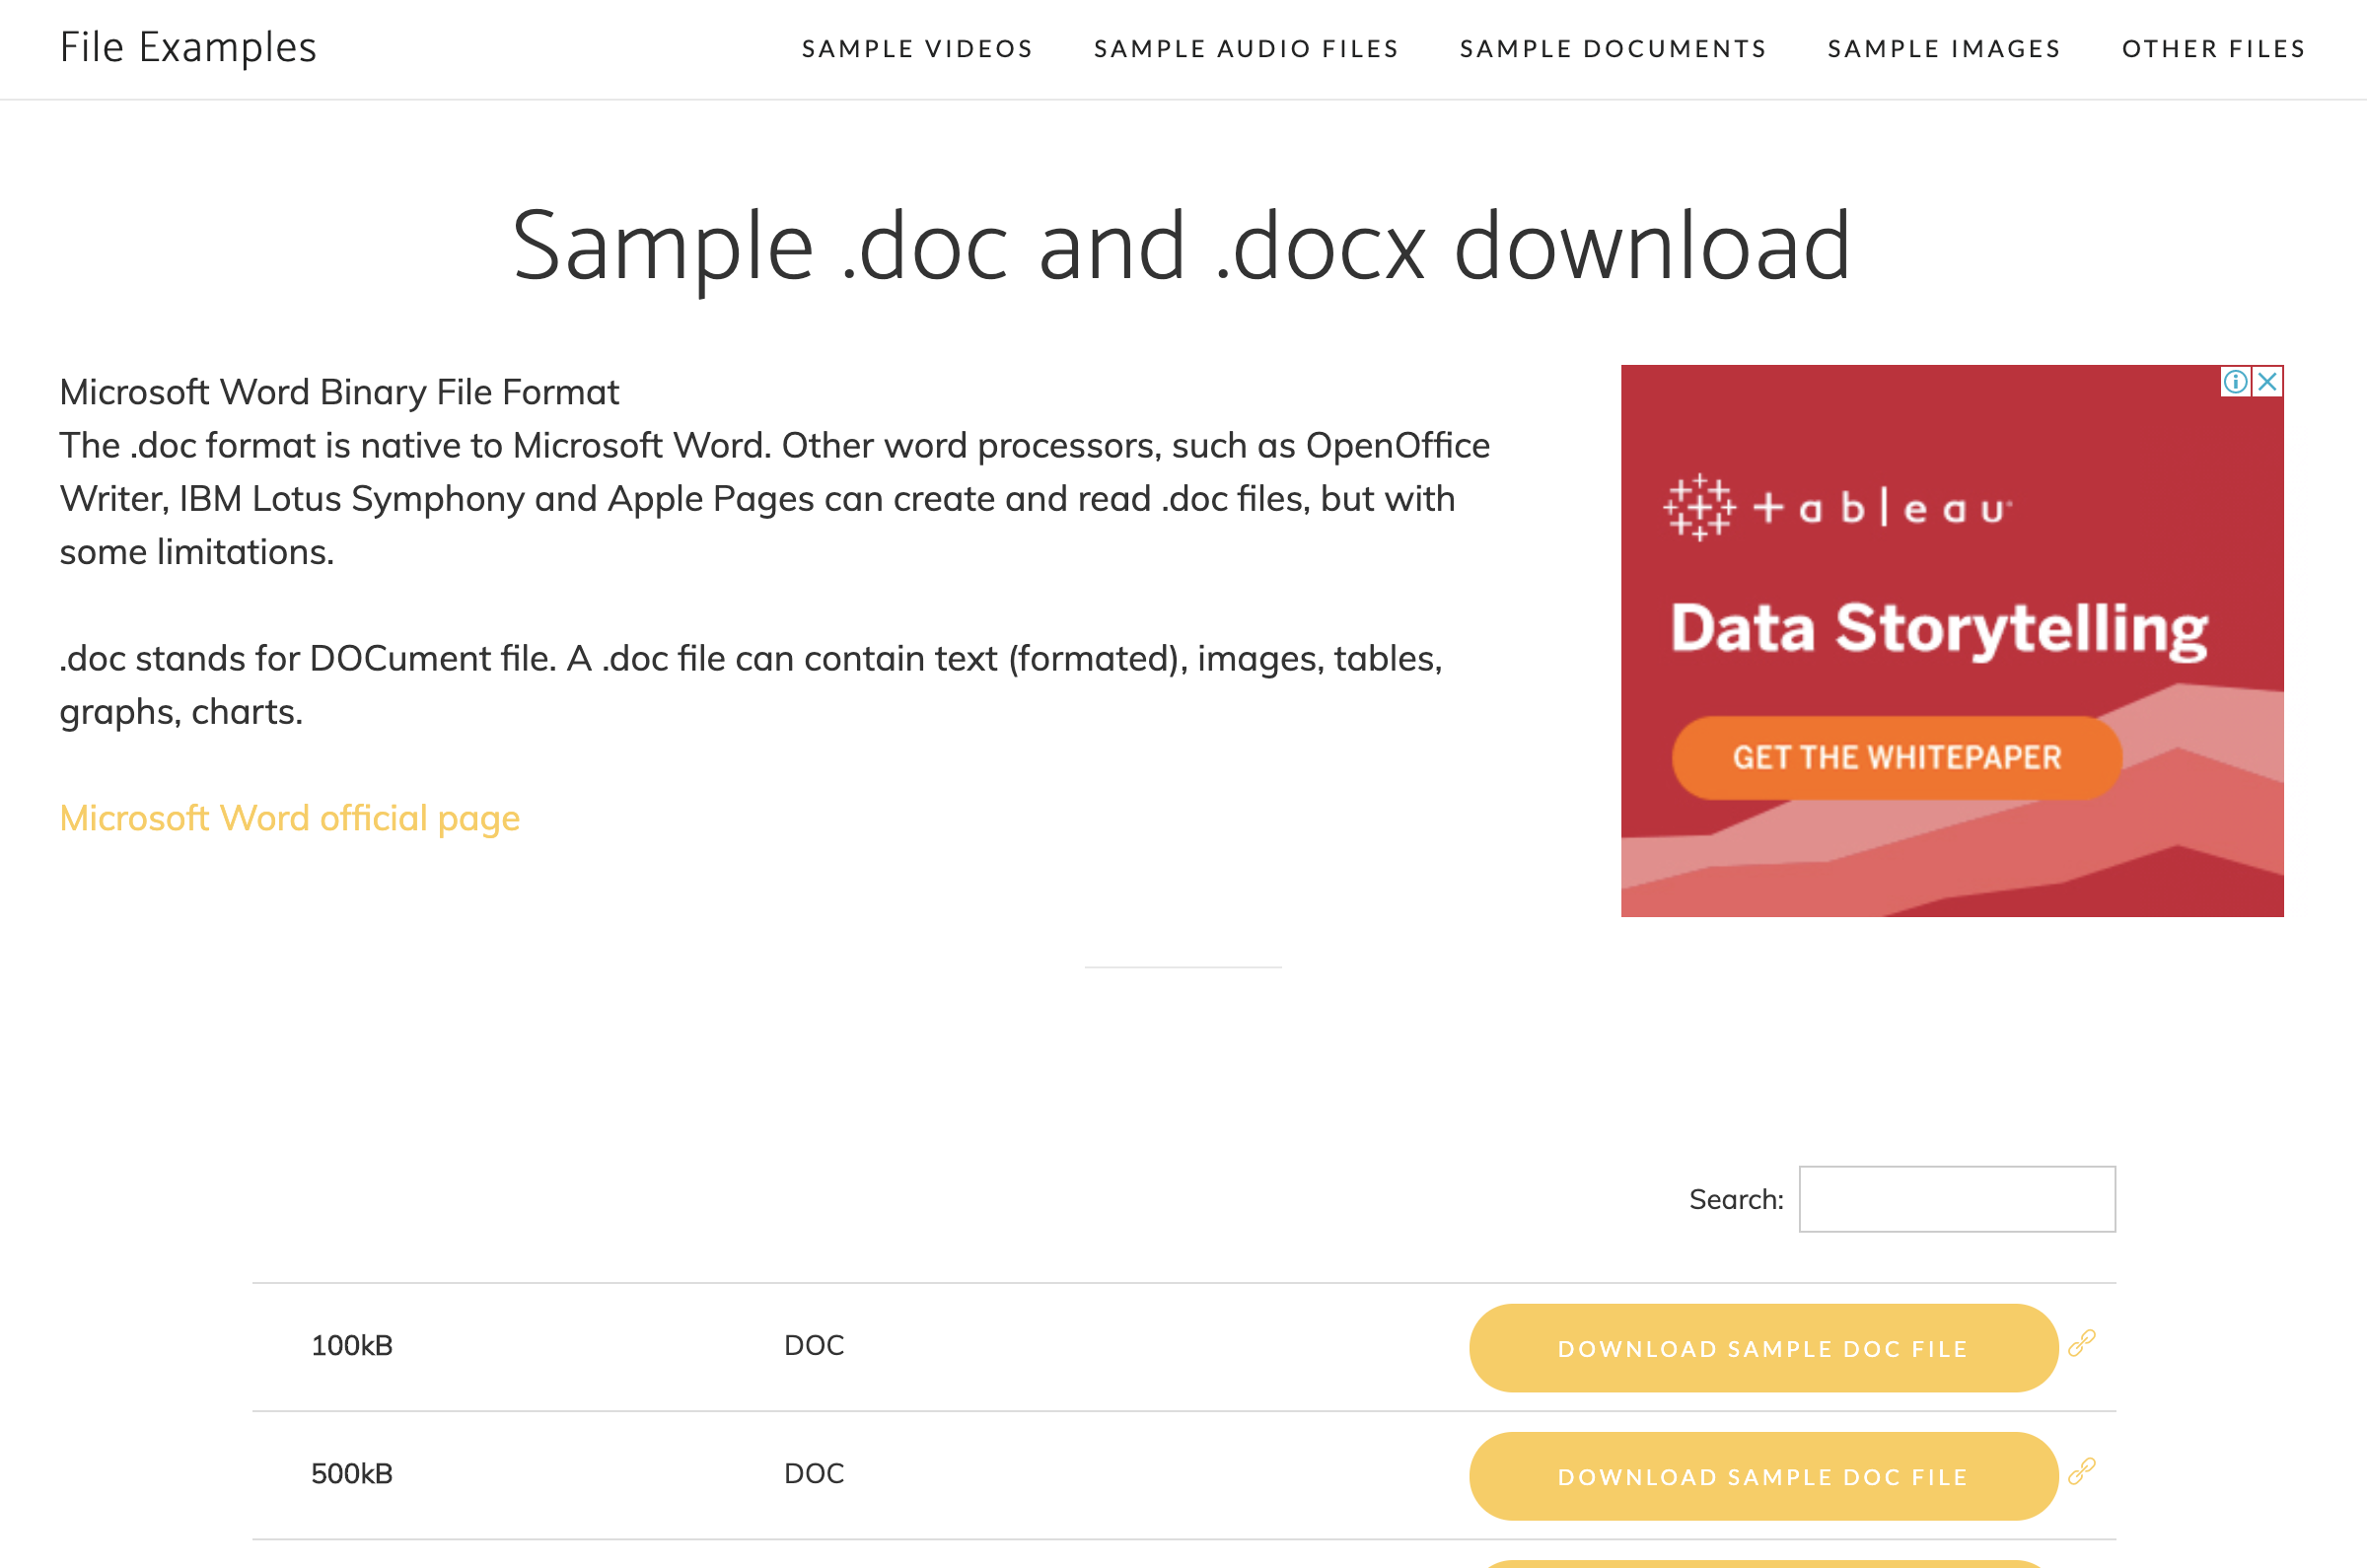 File Examples
SAMPLE VIDEOS
SAMPLE AUDIO FILES
SAMPLE DOCUMENTS
SAMPLE IMAGES
OTHER FILES
Sample .doc and .docx download
Microsoft Word Binary File Format
The .doc format is native to Microsoft Word. Other word processors, such as OpenOffice
Writer, IBM Lotus Symphony and Apple Pages can create and read .doc files, but with
some limitations.
.doc stands for DOCument file. A .doc file can contain text (formated), images, tables,
graphs, charts.
Microsoft Word official page
+ableau
Data Storytelling
GET THE WHITEPAPER
Search:
100kB
DOC
DOWNLOAD SAMPLE DOC FILE
500kB
DOC
DOWNLOAD SAMPLE DOC FILE